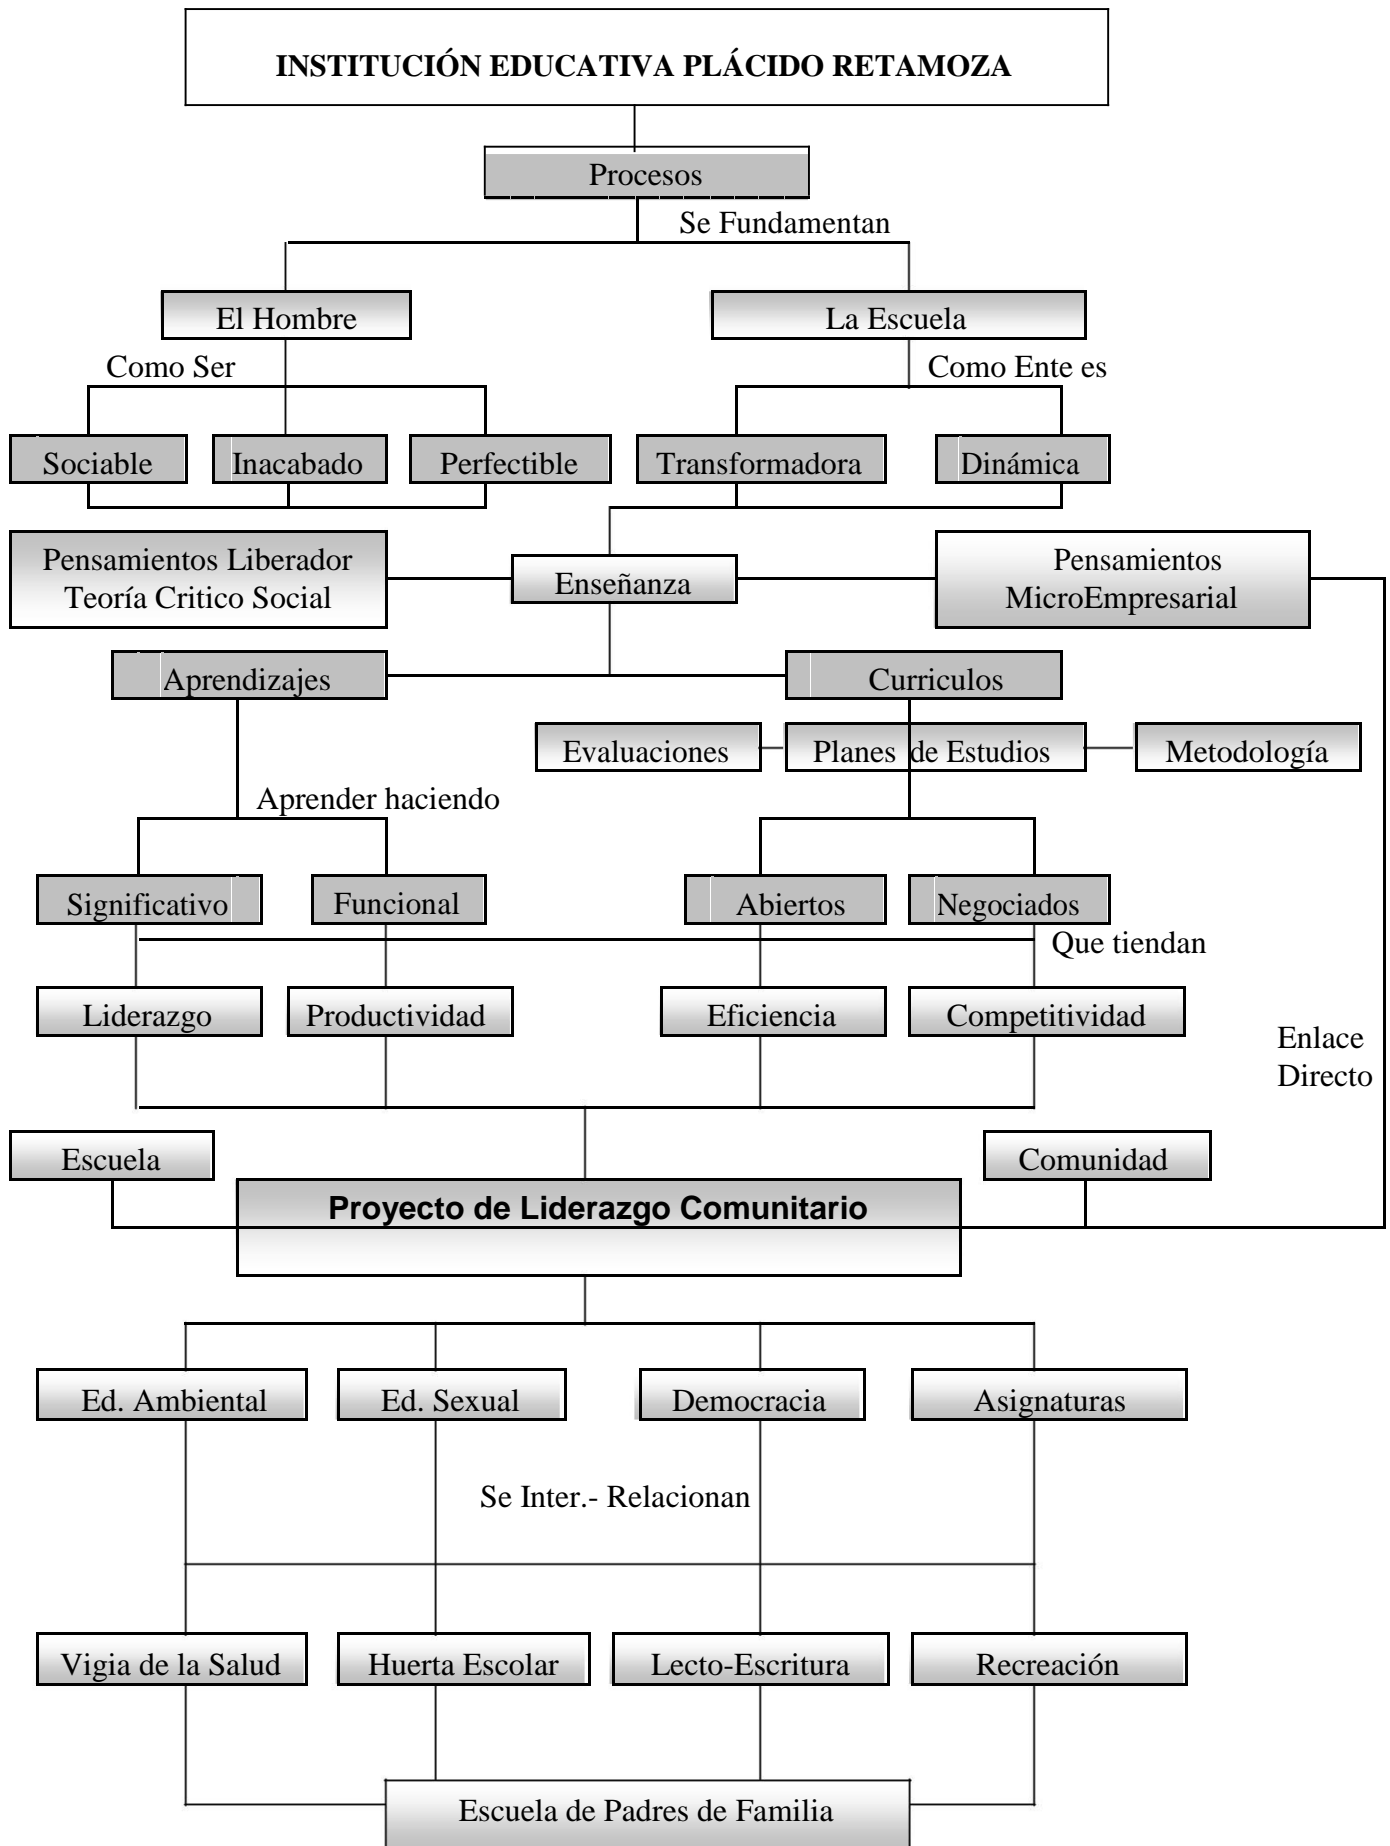 INSTITUCIÓN EDUCATIVA PLÁCIDO RETAMOZA
Procesos
Se Fundamentan
El Hombre
La Escuela
Como Ser
Como Ente es
Sociable
Inacabado
Perfectible
Transformadora
Dinámica
Pensamientos Liberador
Teoría Critico Social
Enseñanza
Pensamientos
MicroEmpresarial
Aprendizajes
Curriculos
Evaluaciones
Planes de Estudios
Metodología
Aprender haciendo
Significativo
Funcional
Abiertos
Negociados
Que tiendan
Liderazgo
Productividad
Eficiencia
Competitividad
Enlace
Directo
Escuela
Comunidad
Proyecto de Liderazgo Comunitario
Ed. Ambiental
Ed. Sexual
Democracia
Asignaturas
Se Inter.- Relacionan
Vigia de la Salud
Huerta Escolar
Lecto-Escritura
Recreación
Escuela de Padres de Familia